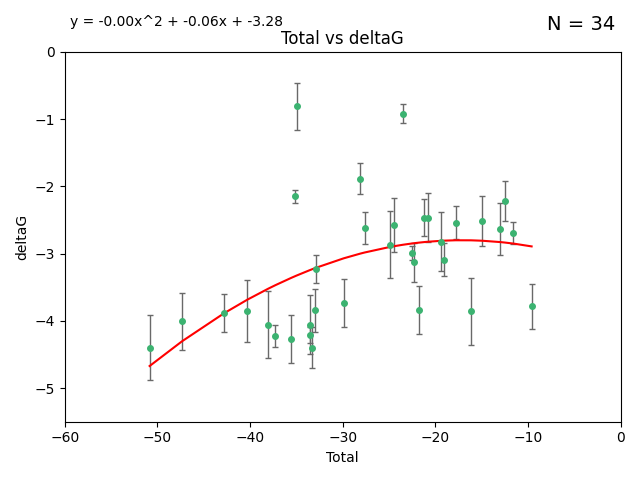 y = -0.00x^2 + -0.06x + -3.28
N = 34
Total vs deltaG
0
−1
−2
−3
−4
−5
deltaG
−60 −50 −40 −30 −20 −10 0
Total